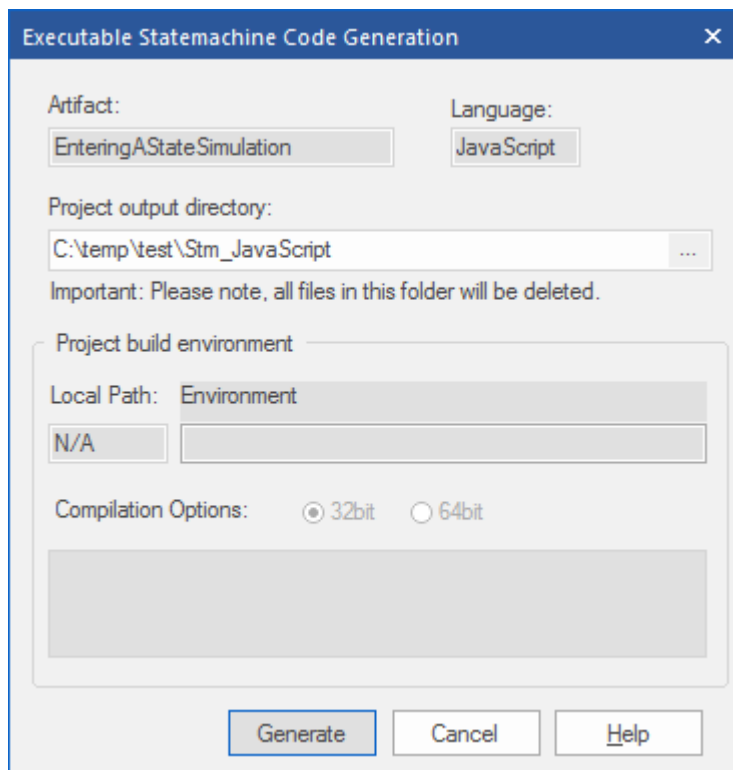 Executable Statemachine Code Generation
Artifact:
Language:
EnteringAStateSimulation
JavaScript
Project output directory:
C:\temp\test\Stm_JavaScript
...
Important: Please note, all files in this folder will be deleted.
Project build environment
Local Path:
Environment
N/A
Compilation Options:
32bit
64bit
Generate
Cancel
Help